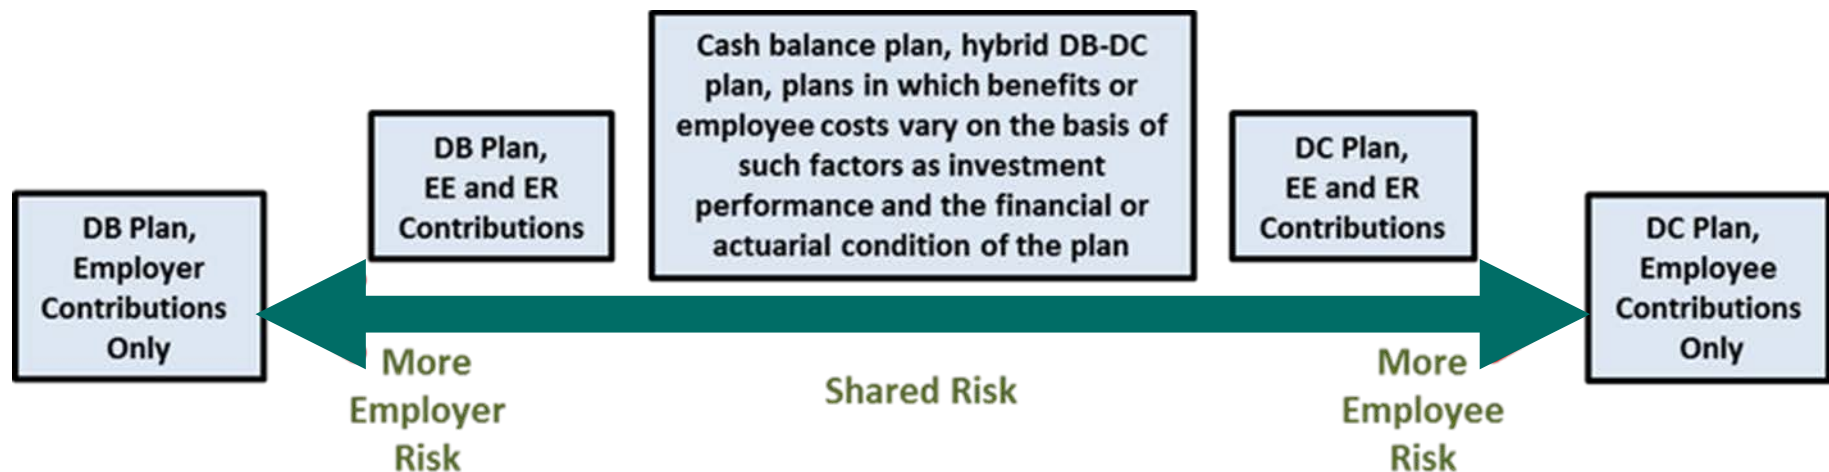 DB Plan,
Employer
Contributions
Only
DB Plan,
EE and ER
Contributions
Cash balance plan, hybrid DB-DC
plan, plans in which benefits or
employee costs vary on the basis of
such factors as investment
performance and the financial or
actuarial condition of the plan
DC Plan,
EE and ER
Contributions
DC Plan,
Employee
Contributions
Only
More
Employer
Risk
Shared Risk
More
Employee
Risk